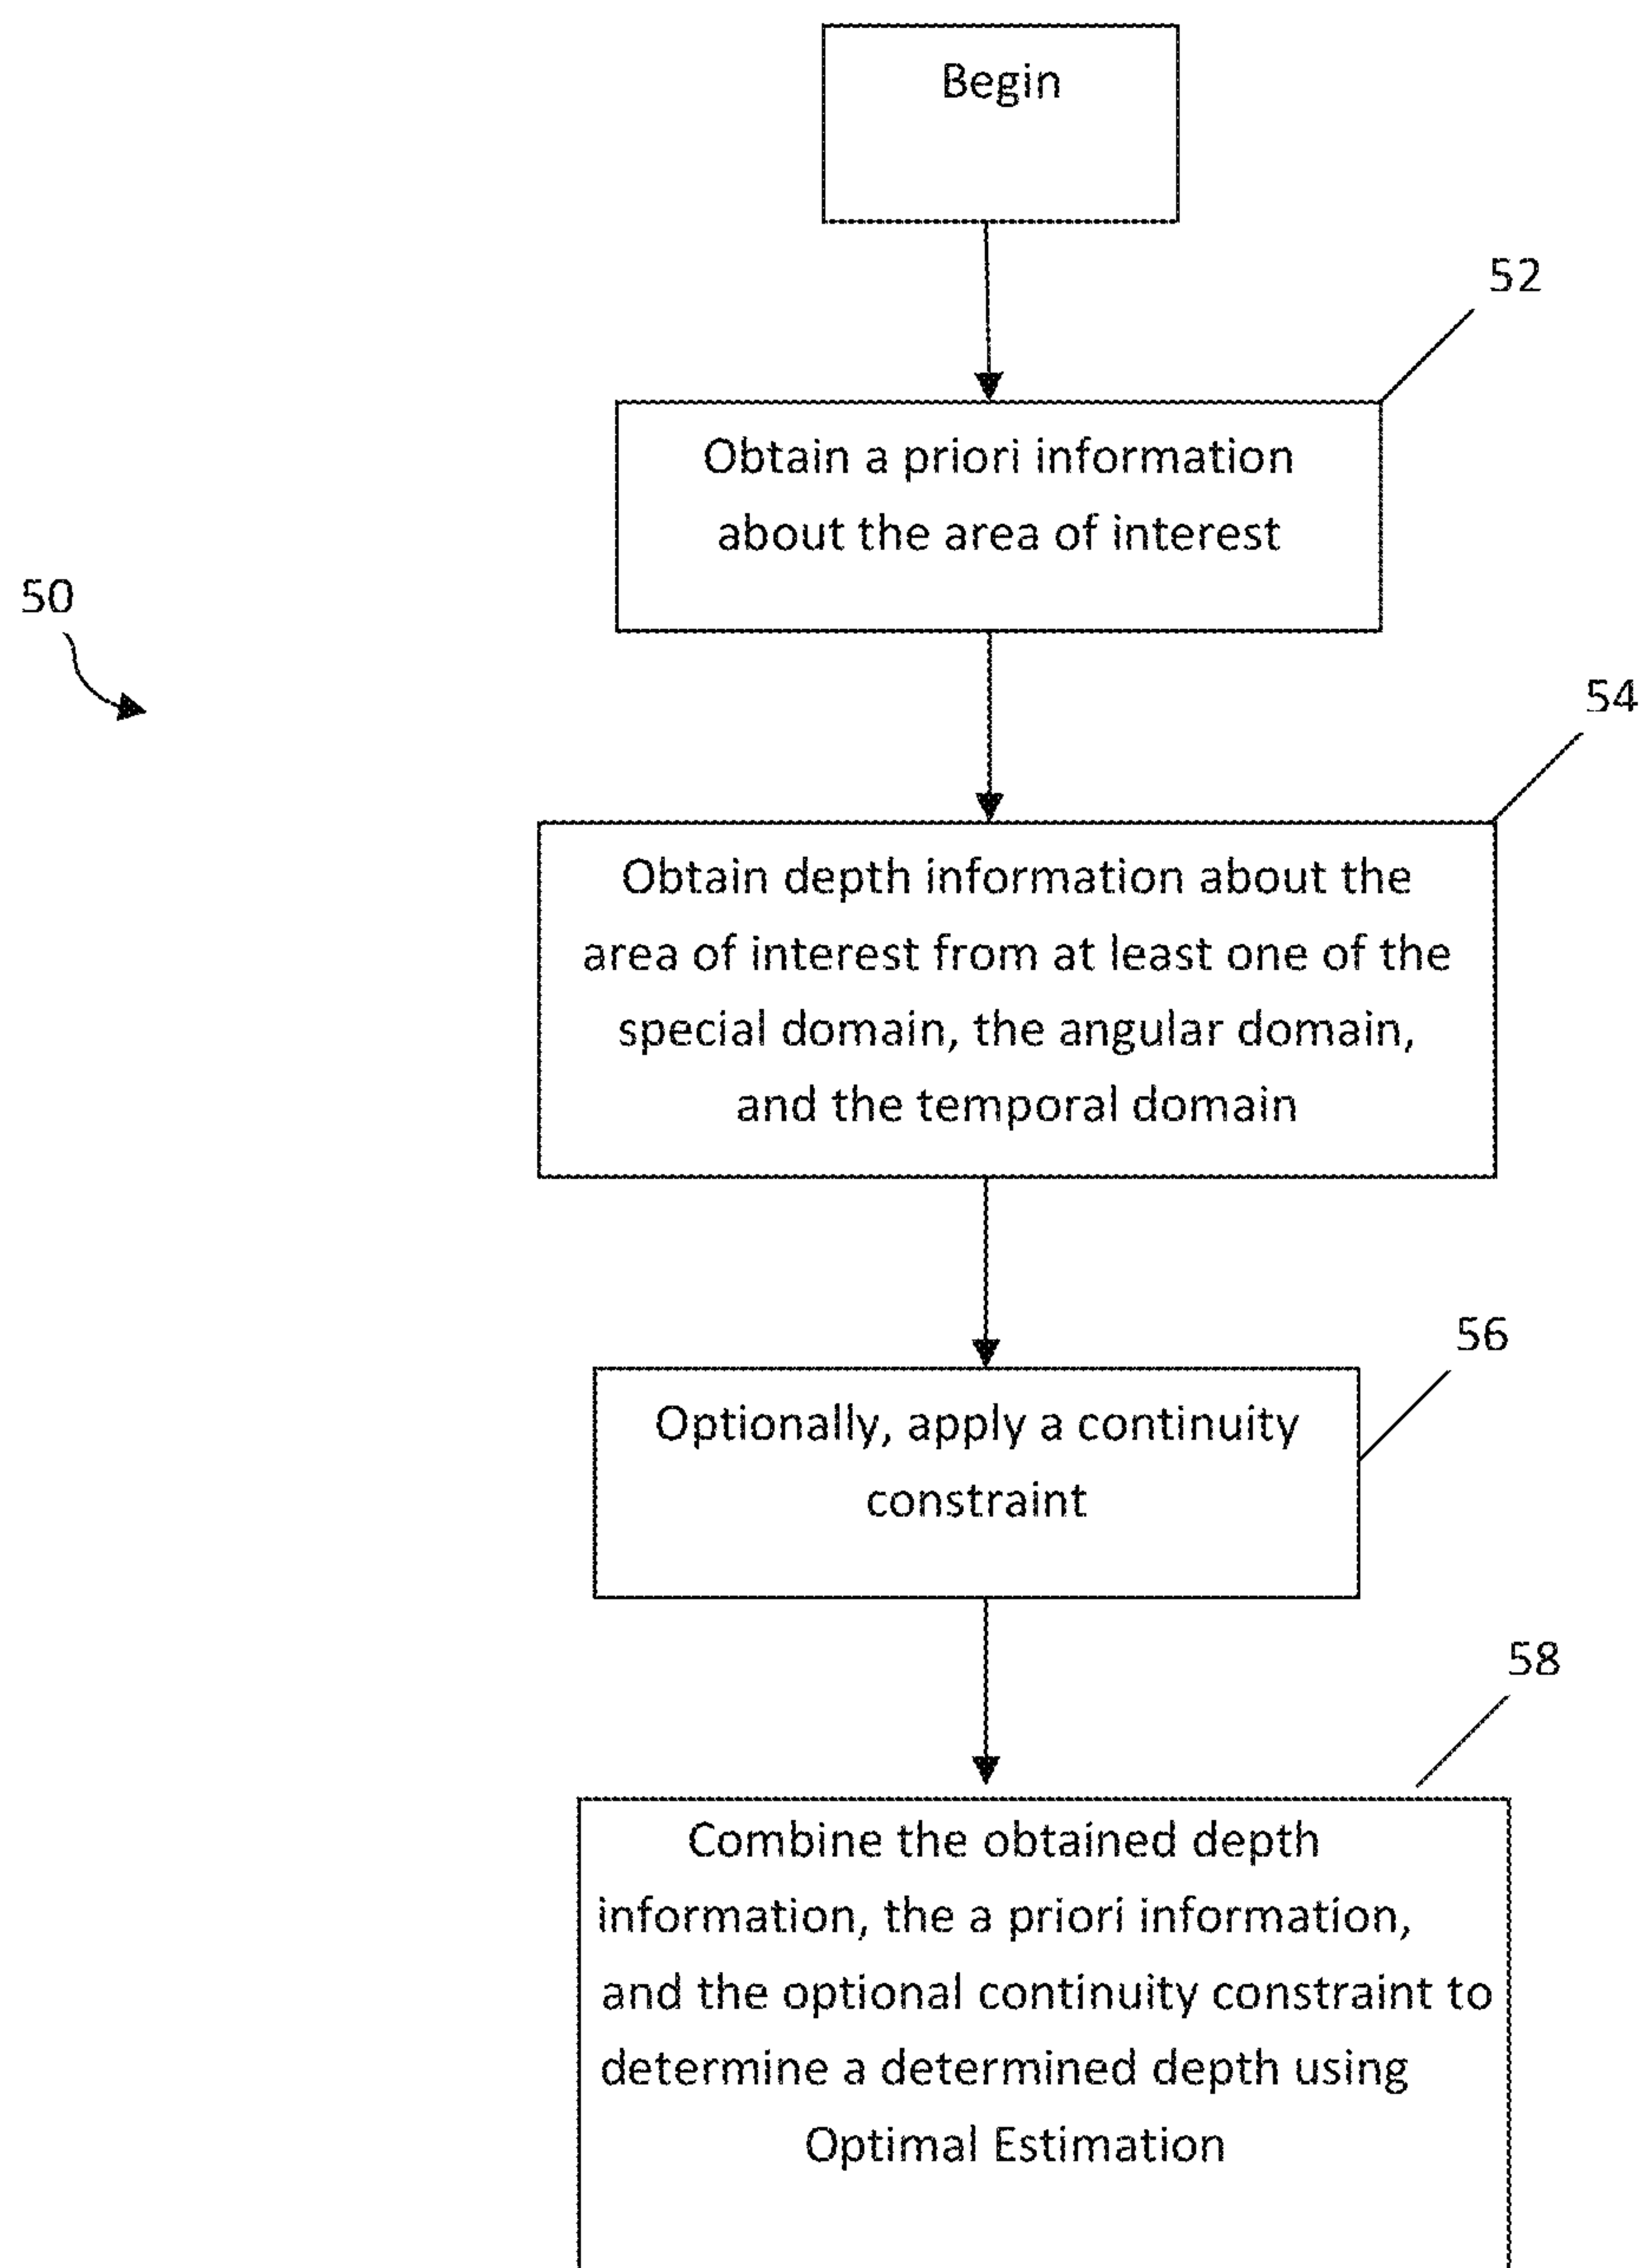 Begin
52
Obtain a priori information
about the area of interest
50
54
Obtain depth information about the
area of interest from at least one of the
special domain, the angular domain,
and the temporal domain
56
Optionally, apply a continuity
constraint
58
Combine the obtained depth
information, the a priori information,
and the optional continuity constraint to
determine a determined depth using
Optimal Estimation